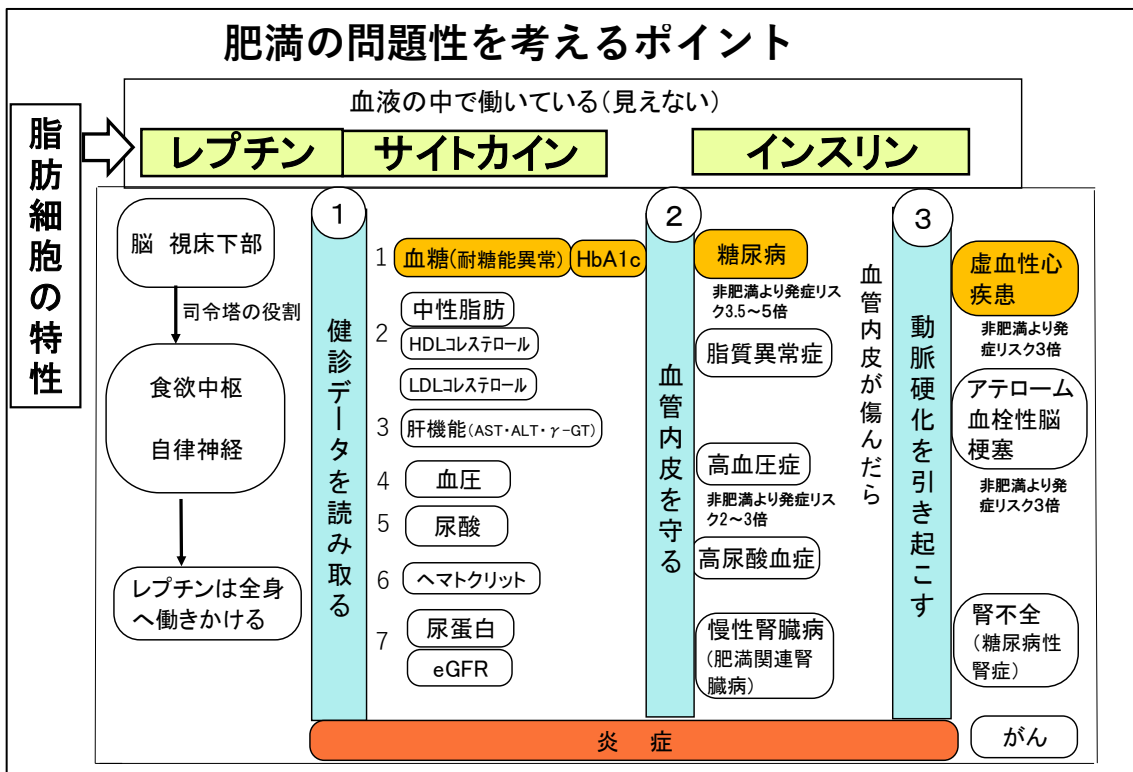 肥満の問題性を考えるポイント
血液の中で働いている(見えない)
脂肪細胞の特性
レプチン
サイトカイン
インスリン
脳 視床下部
司令塔の役割
食欲中枢
自律神経
レプチンは全身
へ働きかける
1
健診データを読み取る
1
血糖(耐糖能異常)
HbA1c
2
中性脂肪
HDLコレステロール
LDLコレステロール
3
肝機能(AST・ALT・γ-GT)
4
血圧
5
尿酸
6
ヘマトクリット
7
尿蛋白
eGFR
2
血管内皮を守る
糖尿病
非肥満より発症リス
ク3.5~5倍
脂質異常症
高血圧症
非肥満より発症リス
ク2~3倍
高尿酸血症
慢性腎臓病
(肥満関連腎
臓病)
血管内皮が傷んだら
3
動脈硬化を引き起こす
虚血性心
疾患
非肥満より発
症リスク3倍
アテローム
血栓性脳
梗塞
非肥満より発
症リスク3倍
腎不全
(糖尿病性
腎症)
がん
炎 症